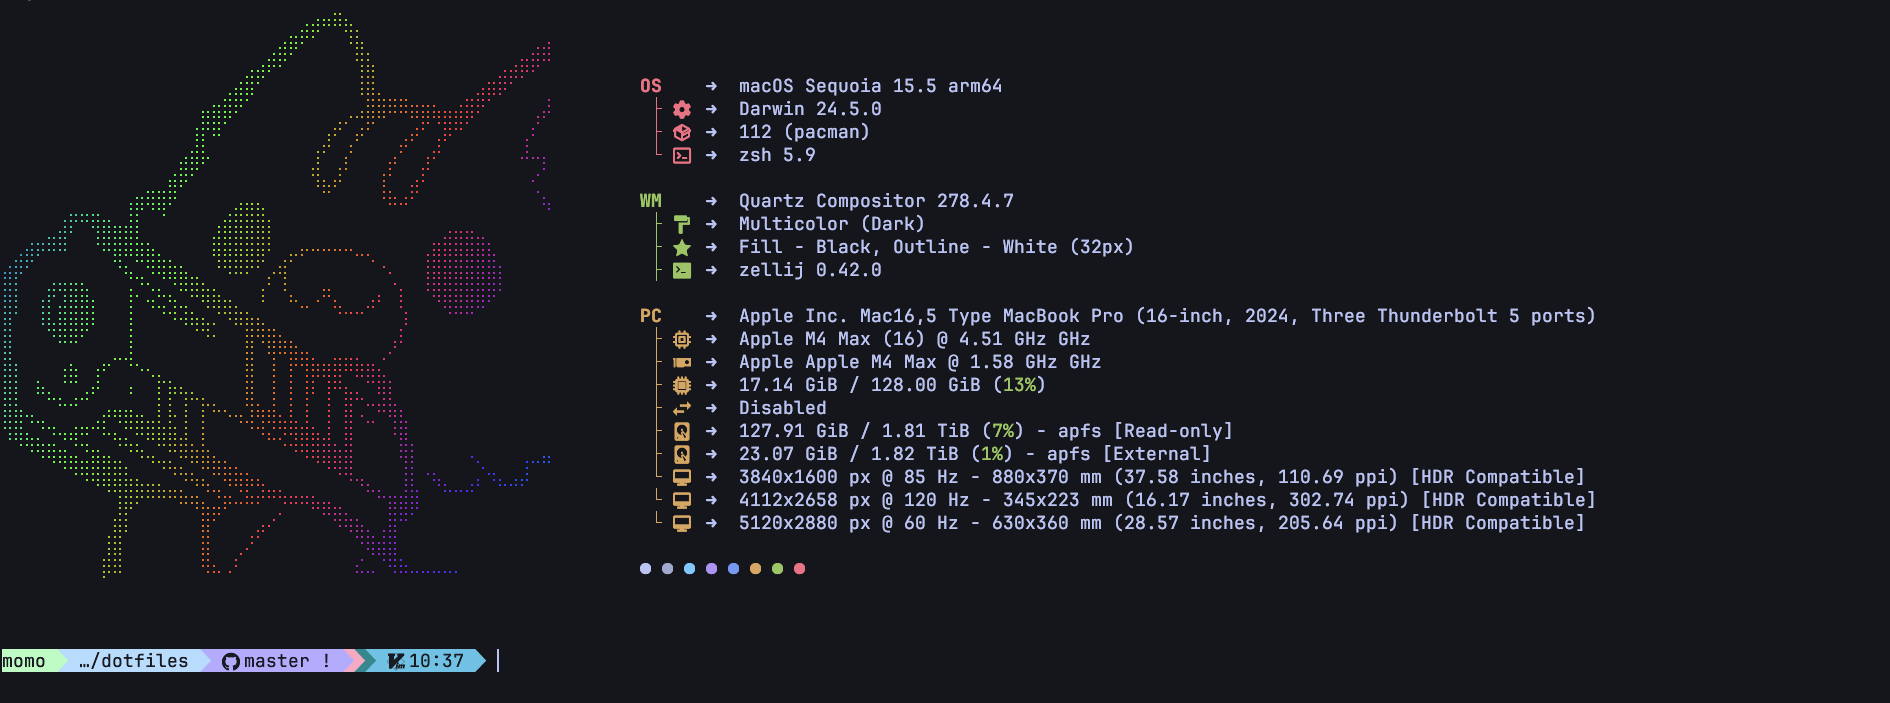 OS → macOS Sequoia 15.5 arm64
→ Darwin 24.5.0
→ 112 (pacman)
→ zsh 5.9
WM → Quartz Compositor 278.4.7
→ Multicolor (Dark)
→ Fill - Black, Outline - White (32px)
→ zellij 0.42.0
PC → Apple Inc. Mac16,5 Type MacBook Pro (16-inch, 2024, Three Thunderbolt 5 ports)
→ Apple M4 Max (16) @ 4.51 GHz GHz
→ Apple Apple M4 Max @ 1.58 GHz GHz
→ 17.14 GiB / 128.00 GiB (13%)
→ Disabled
→ 127.91 GiB / 1.81 TiB (7%) - apfs [Read-only]
→ 23.07 GiB / 1.82 TiB (1%) - apfs [External]
→ 3840x1600 px @ 85 Hz - 880x370 mm (37.58 inches, 110.69 ppi) [HDR Compatible]
→ 4112x2658 px @ 120 Hz - 345x223 mm (16.17 inches, 302.74 ppi) [HDR Compatible]
→ 5120x2880 px @ 60 Hz - 630x360 mm (28.57 inches, 205.64 ppi) [HDR Compatible]
momo …/dotfiles master ! 10:37